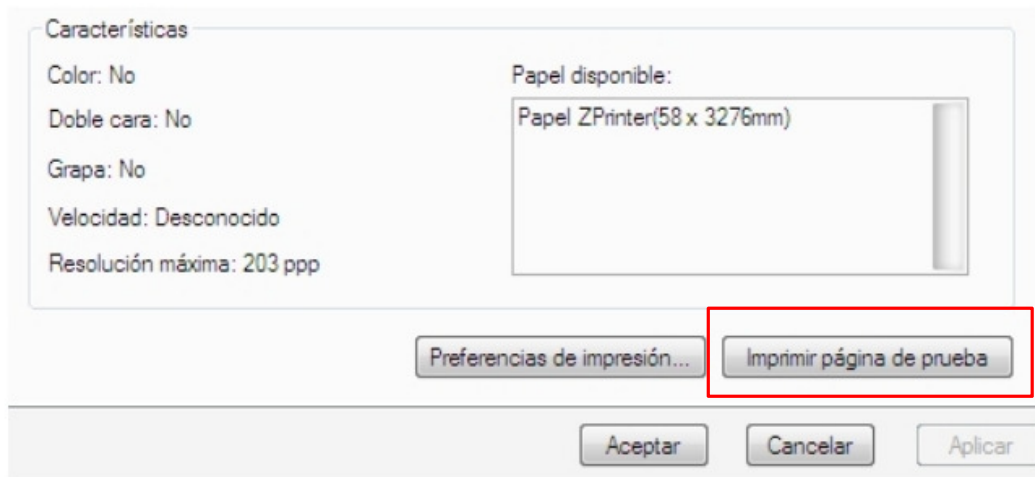 Características
Color: No
Doble cara: No
Grapa: No
Velocidad: Desconocido
Resolución máxima: 203 ppp
Papel disponible:
Papel ZPrinter(58 x 3276mm)
Preferencias de impresión...
Imprimir página de prueba
Aceptar
Cancelar
Aplicar